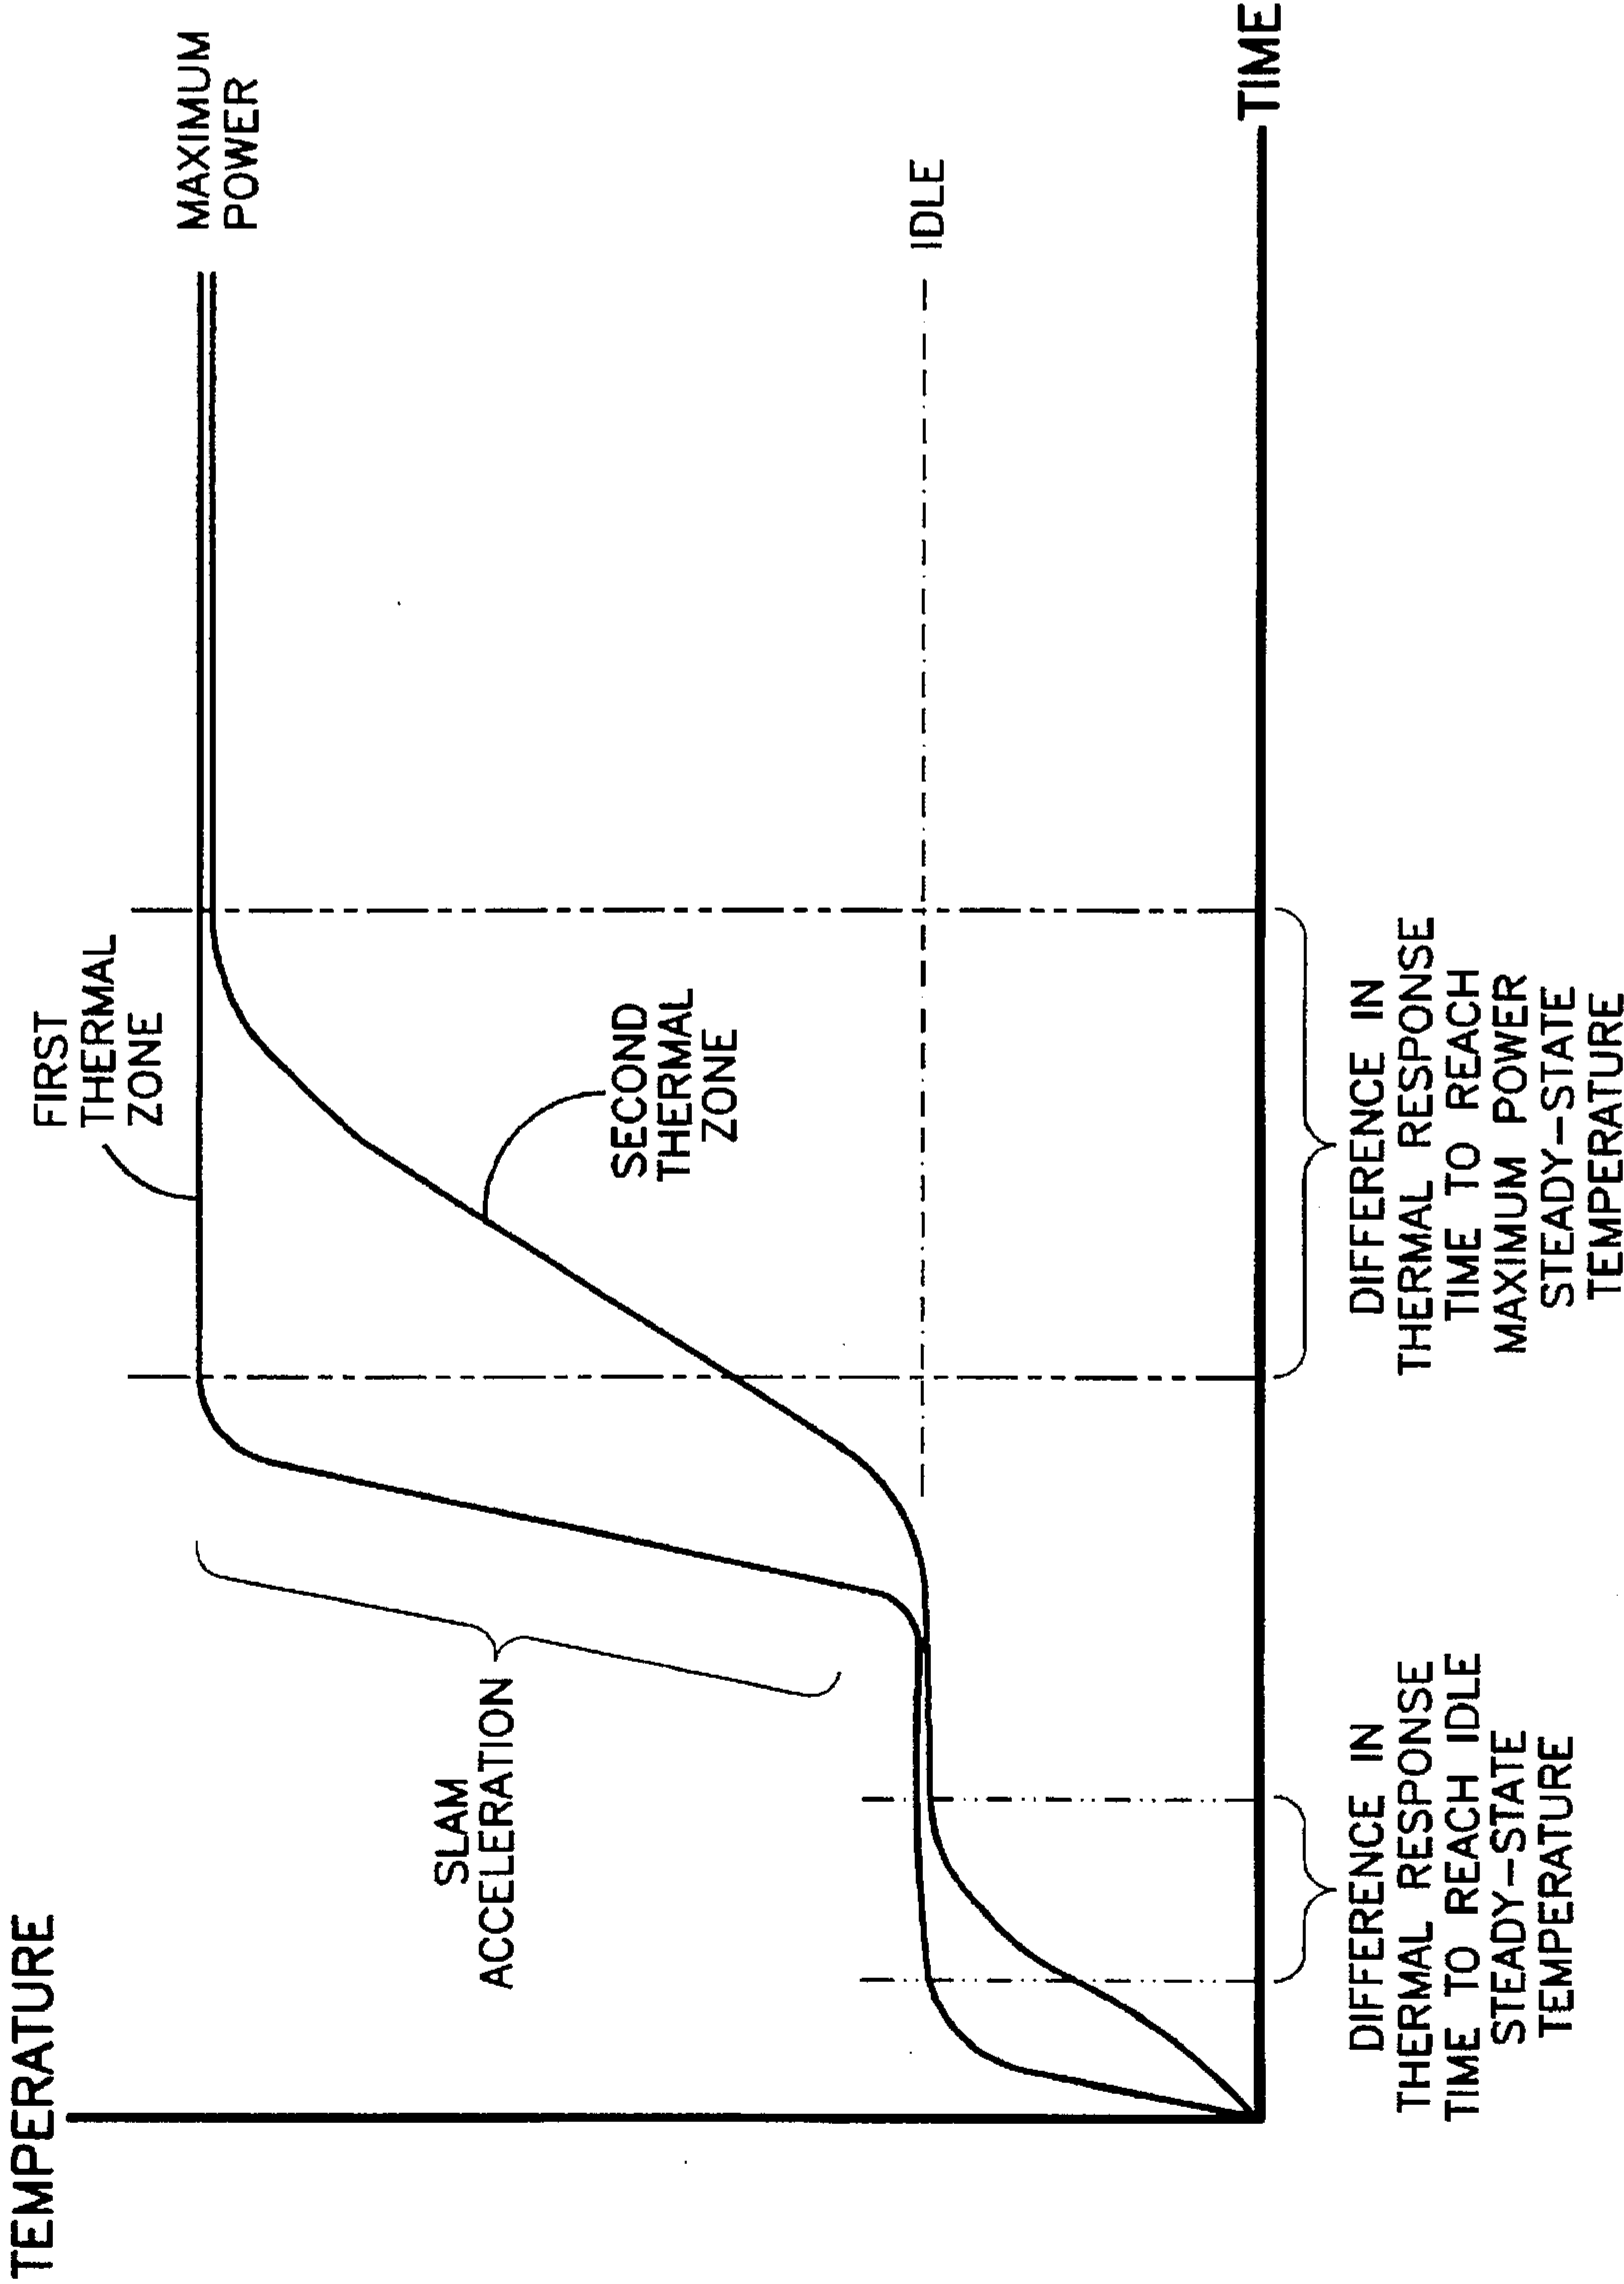 TEMPERATURE
FIRST
THERMAL
ZONE
MAXIMUM
POWER
SLAM
ACCELERATION
SECOND
THERMAL
ZONE
IDLE
TIME
DIFFERENCE IN
THERMAL RESPONSE
TIME TO REACH IDLE
STEADY-STATE
TEMPERATURE
DIFFERENCE IN
THERMAL RESPONSE
TIME TO REACH
MAXIMUM POWER
STEADY-STATE
TEMPERATURE